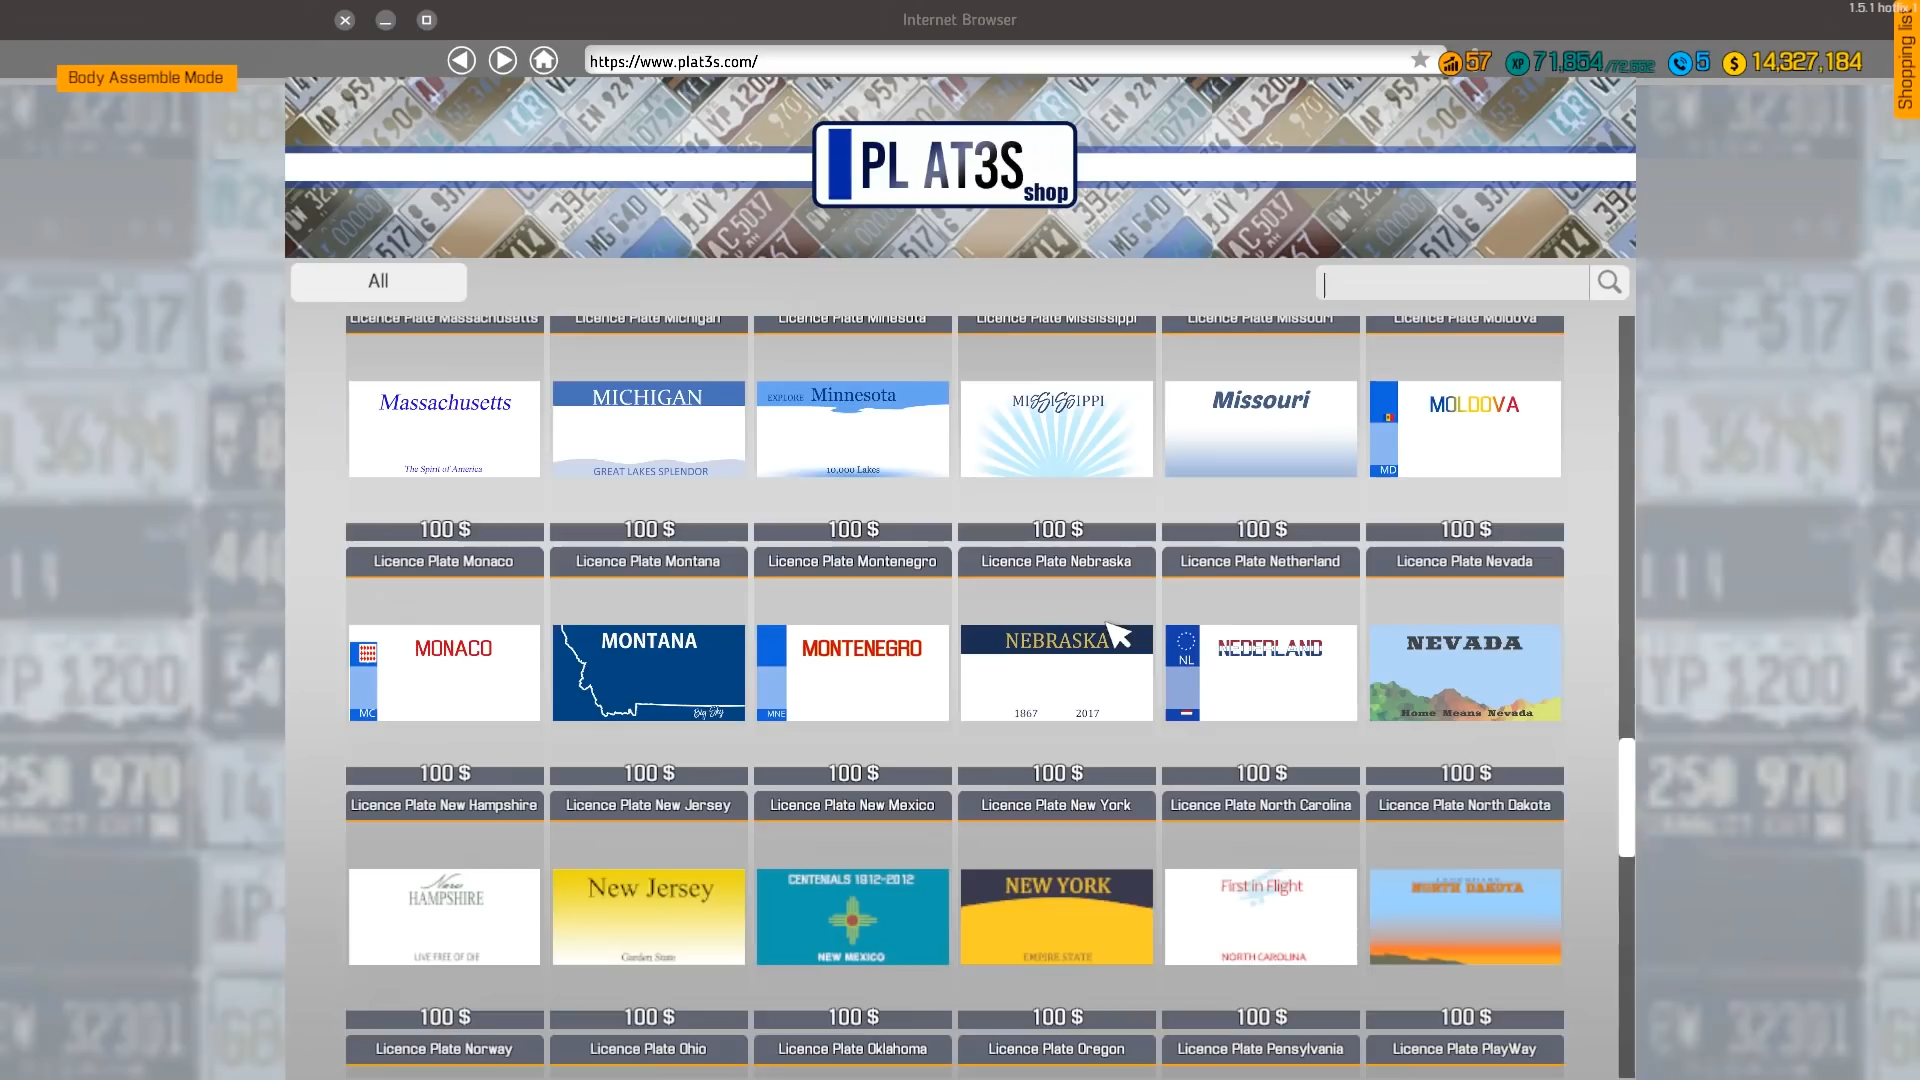 Internet Browser
1.5.1 hotfix 1
Shopping list
https://www.plat3s.com/
57
XP 71,854
5
$ 14,327,184
Body Assemble Mode
PL AT3S
shop
All
Licence Plate Massachusetts
Licence Plate Michigan
Licence Plate Minesota
Licence Plate Mississippi
Licence Plate Missouri
Licence Plate Moldova
Massachusetts
The Spirit of America
MICHIGAN
GREAT LAKES SPLENDOR
EXPLORE Minnesota
10,000 Lakes
MISSISSIPPI
Missouri
MOLDOVA
MD
100 $
100 $
100 $
100 $
100 $
100 $
Licence Plate Monaco
Licence Plate Montana
Licence Plate Montenegro
Licence Plate Nebraska
Licence Plate Netherland
Licence Plate Nevada
MONACO
MC
MONTANA
Big Sky
MONTENEGRO
MNE
NEBRASKA
1867 2017
NEDERLAND
NL
NEVADA
Home Means Nevada
100 $
100 $
100 $
100 $
100 $
100 $
Licence Plate New Hampshire
Licence Plate New Jersey
Licence Plate New Mexico
Licence Plate New York
Licence Plate North Carolina
Licence Plate North Dakota
New
HAMPSHIRE
LIVE FREE OF DIE
New Jersey
Garden State
CENTENIALS 1912-2012
NEW MEXICO
NEW YORK
EMPIRE STATE
First in Flight
NORTH CAROLINA
NORTH DAKOTA
100 $
100 $
100 $
100 $
100 $
100 $
Licence Plate Norway
Licence Plate Ohio
Licence Plate Oklahoma
Licence Plate Oregon
Licence Plate Pensylvania
Licence Plate PlayWay